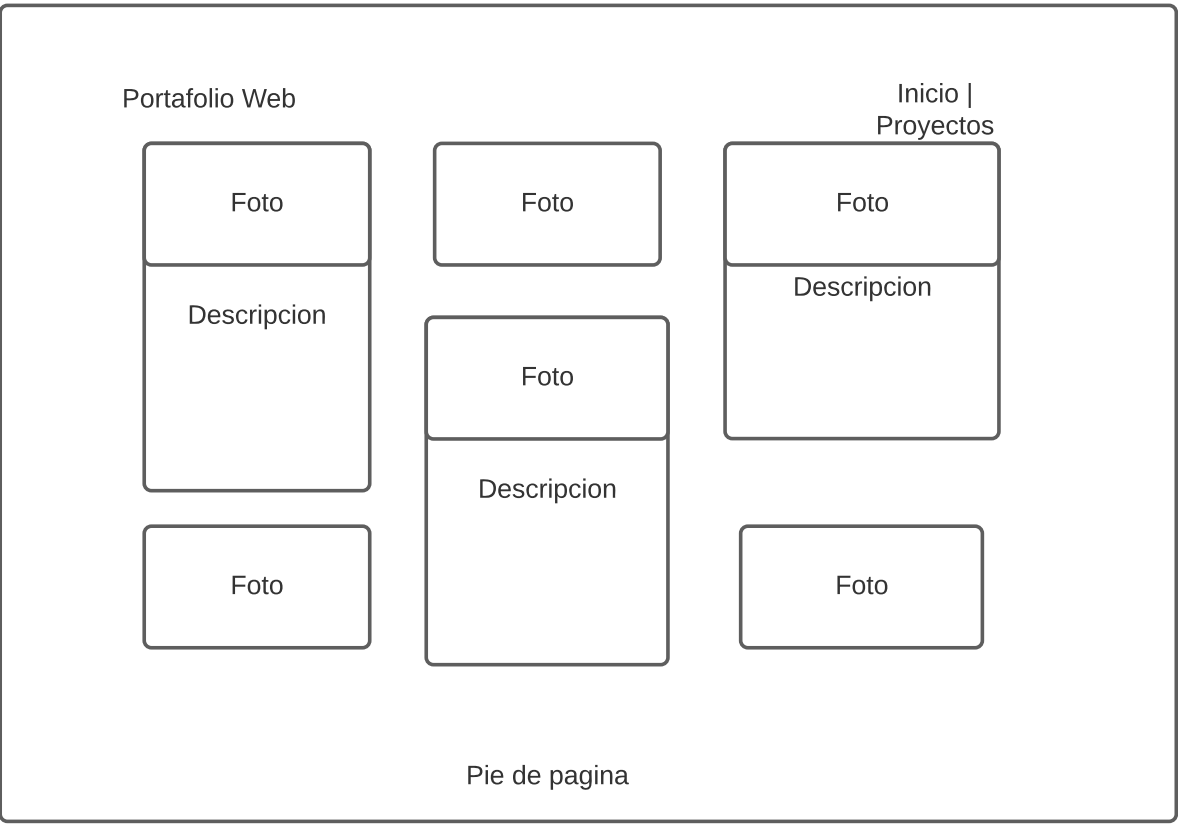 Portafolio Web
Inicio |
Proyectos
Foto
Foto
Foto
Descripcion
Descripcion
Foto
Descripcion
Foto
Foto
Pie de pagina